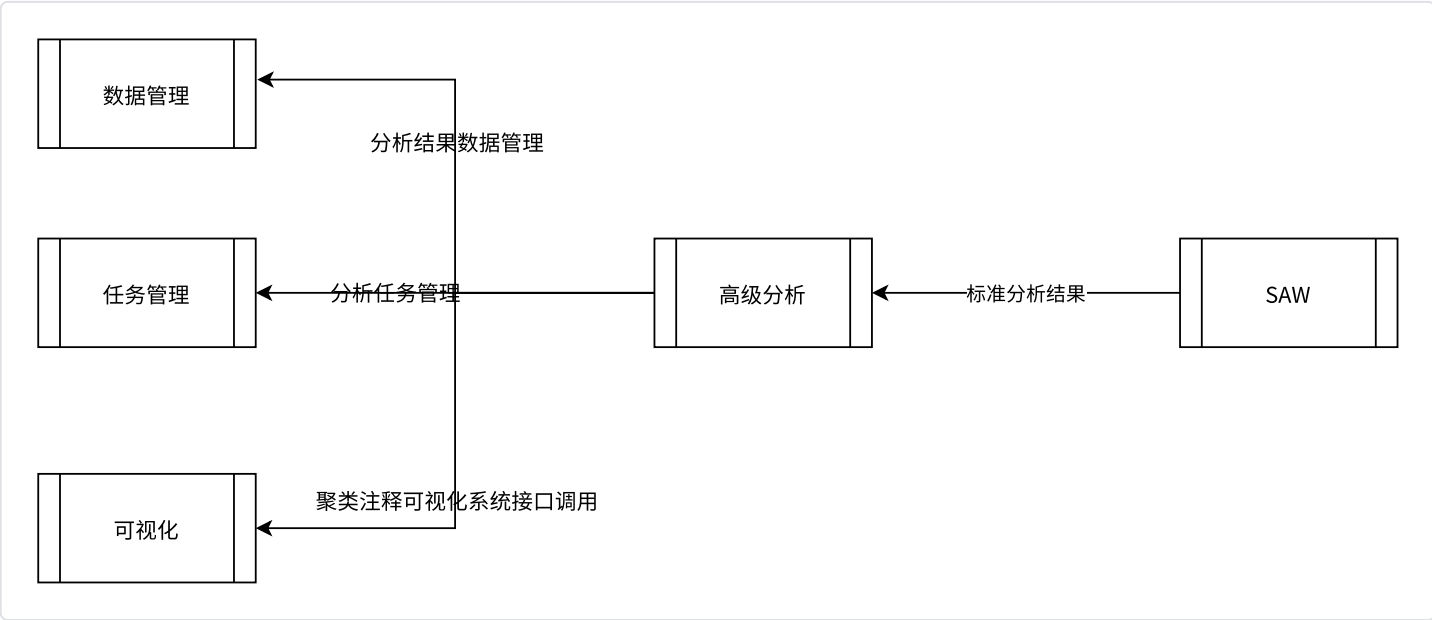 数据管理
分析结果数据管理
任务管理
分析任务管理
高级分析
标准分析结果
SAW
聚类注释可视化系统接口调用
可视化